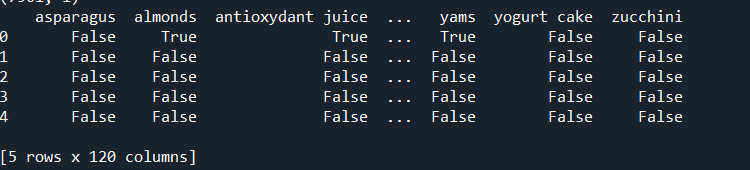 asparagus almonds antioxydant juice ... yams yogurt cake zucchini
0 False True True ... True False False
1 False False False ... False False False
2 False False False ... False False False
3 False False False ... False False False
4 False False False ... False False False
[5 rows x 120 columns]